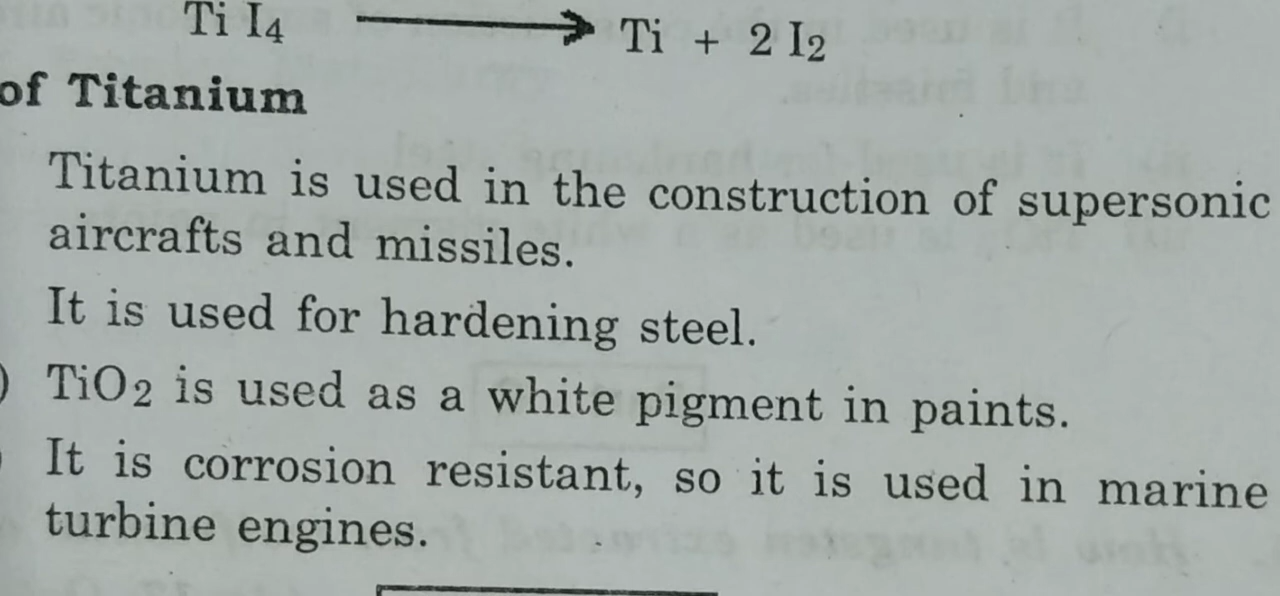 Ti I4 ⟶ Ti + 2 I2
of Titanium
Titanium is used in the construction of supersonic
aircrafts and missiles.
It is used for hardening steel.
) TiO2 is used as a white pigment in paints.
It is corrosion resistant, so it is used in marine
turbine engines.